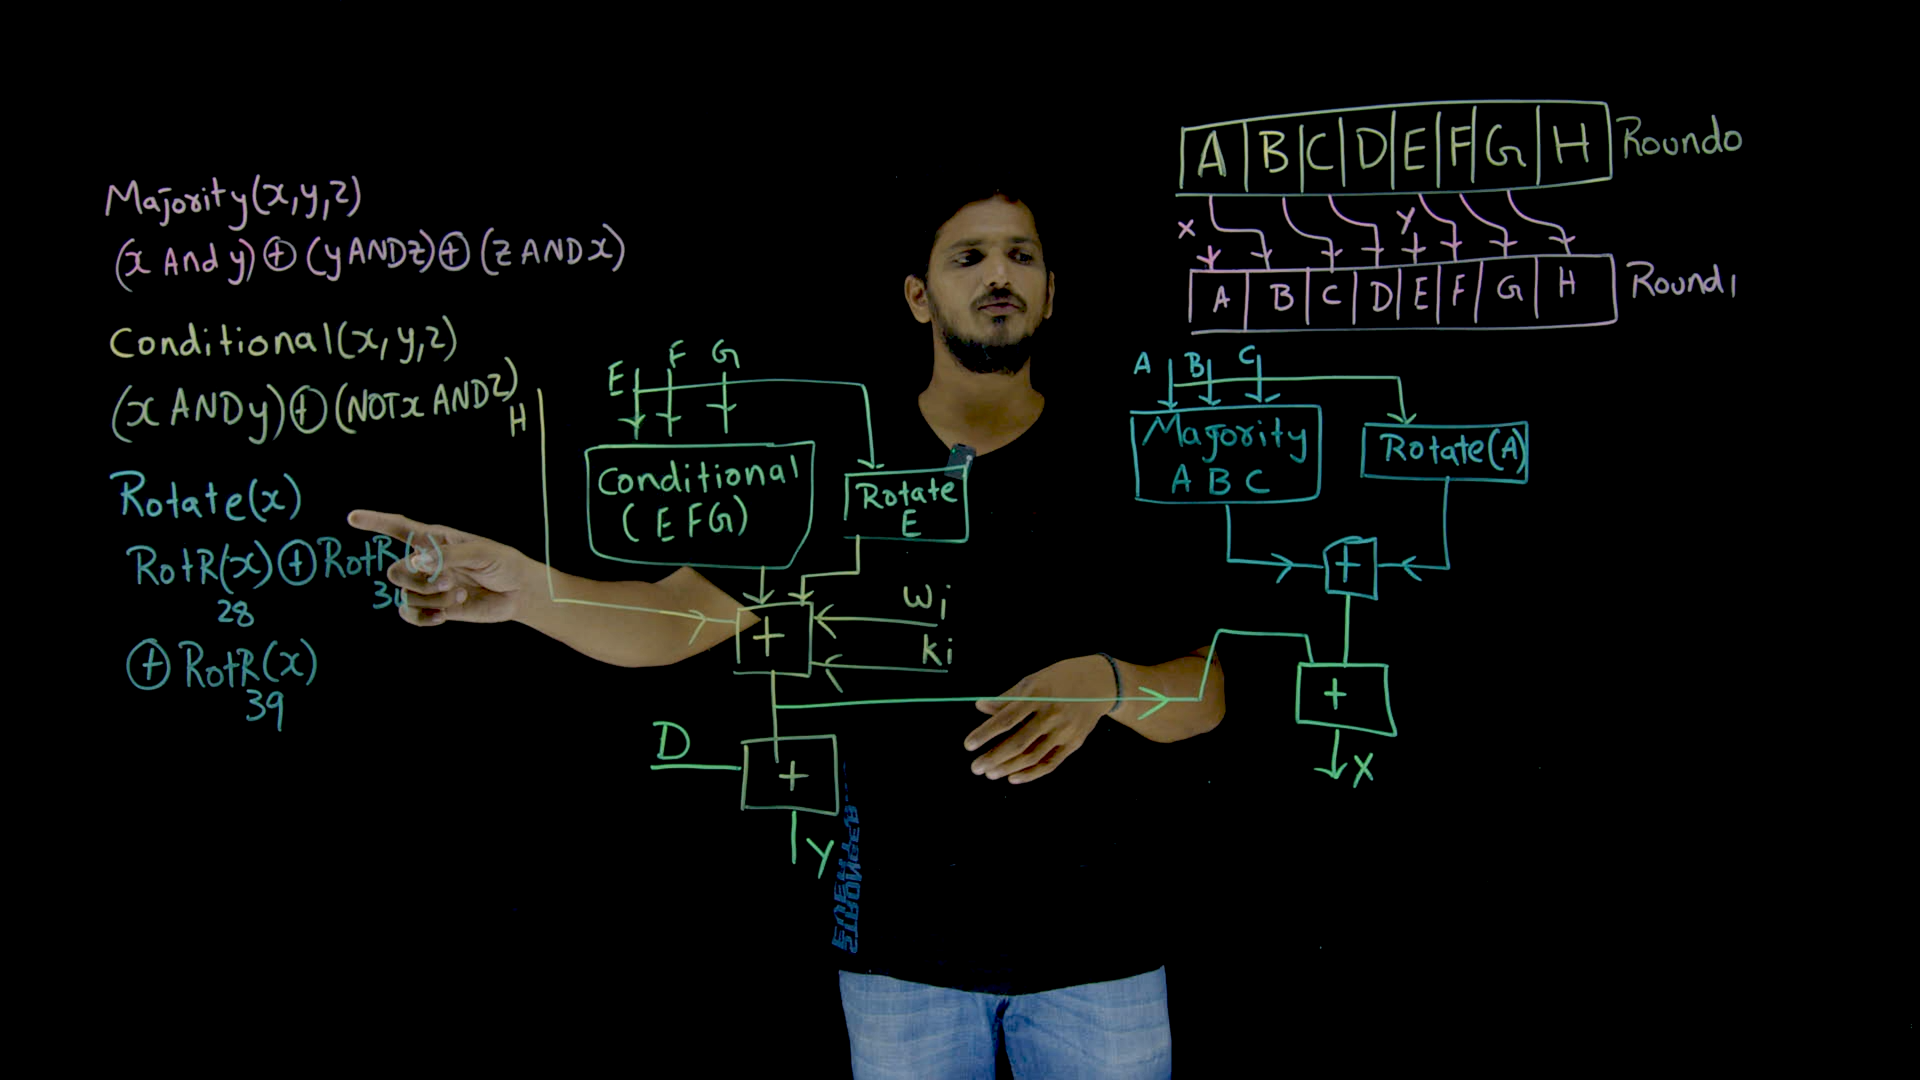 Majority(x,y,z)
(x And y)⊕(y AND z)⊕(z AND x)
Conditional(x,y,z)
(x AND y)⊕(NOT x AND z)
Rotate(x)
RotR(x)⊕RotR(x)
28
⊕RotR(x)
39
H
E F G
Conditional
(E F G)
Rotate
E
+
Wi
ki
D
+
Y
A B C D E F G H Round0
x y
A B C D E F G H Round1
A B C
Majority
A B C
Rotate(A)
+
+
X